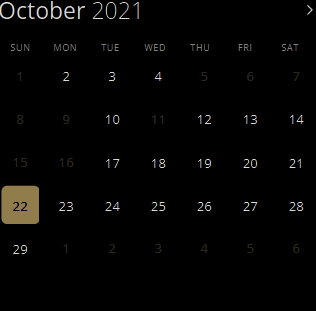 October 2021
SUN MON TUE WED THU FRI SAT
1 2 3 4 5 6 7
8 9 10 11 12 13 14
15 16 17 18 19 20 21
22 23 24 25 26 27 28
29 1 2 3 4 5 6